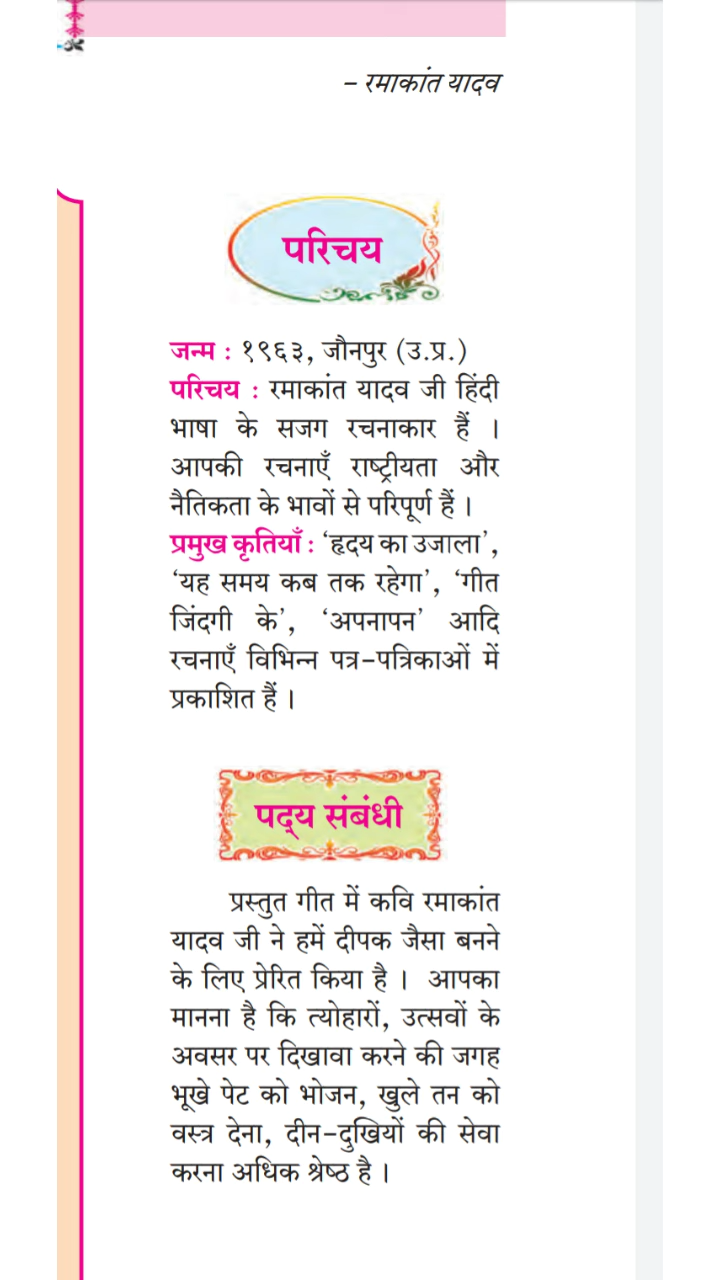 – रमाकांत यादव
परिचय
जन्म : १९६३, जौनपुर (उ.प्र.)
परिचय : रमाकांत यादव जी हिंदी
भाषा के सजग रचनाकार हैं ।
आपकी रचनाएँ राष्ट्रीयता और
नैतिकता के भावों से परिपूर्ण हैं ।
प्रमुख कृतियाँ : ‘हृदय का उजाला’,
‘यह समय कब तक रहेगा’, ‘गीत
जिंदगी के’, ‘अपनापन’ आदि
रचनाएँ विभिन्न पत्र-पत्रिकाओं में
प्रकाशित हैं ।
पद्‌य संबंधी
प्रस्तुत गीत में कवि रमाकांत
यादव जी ने हमें दीपक जैसा बनने
के लिए प्रेरित किया है । आपका
मानना है कि त्योहारों, उत्सवों के
अवसर पर दिखावा करने की जगह
भूखे पेट को भोजन, खुले तन को
वस्त्र देना, दीन-दुखियों की सेवा
करना अधिक श्रेष्ठ है ।